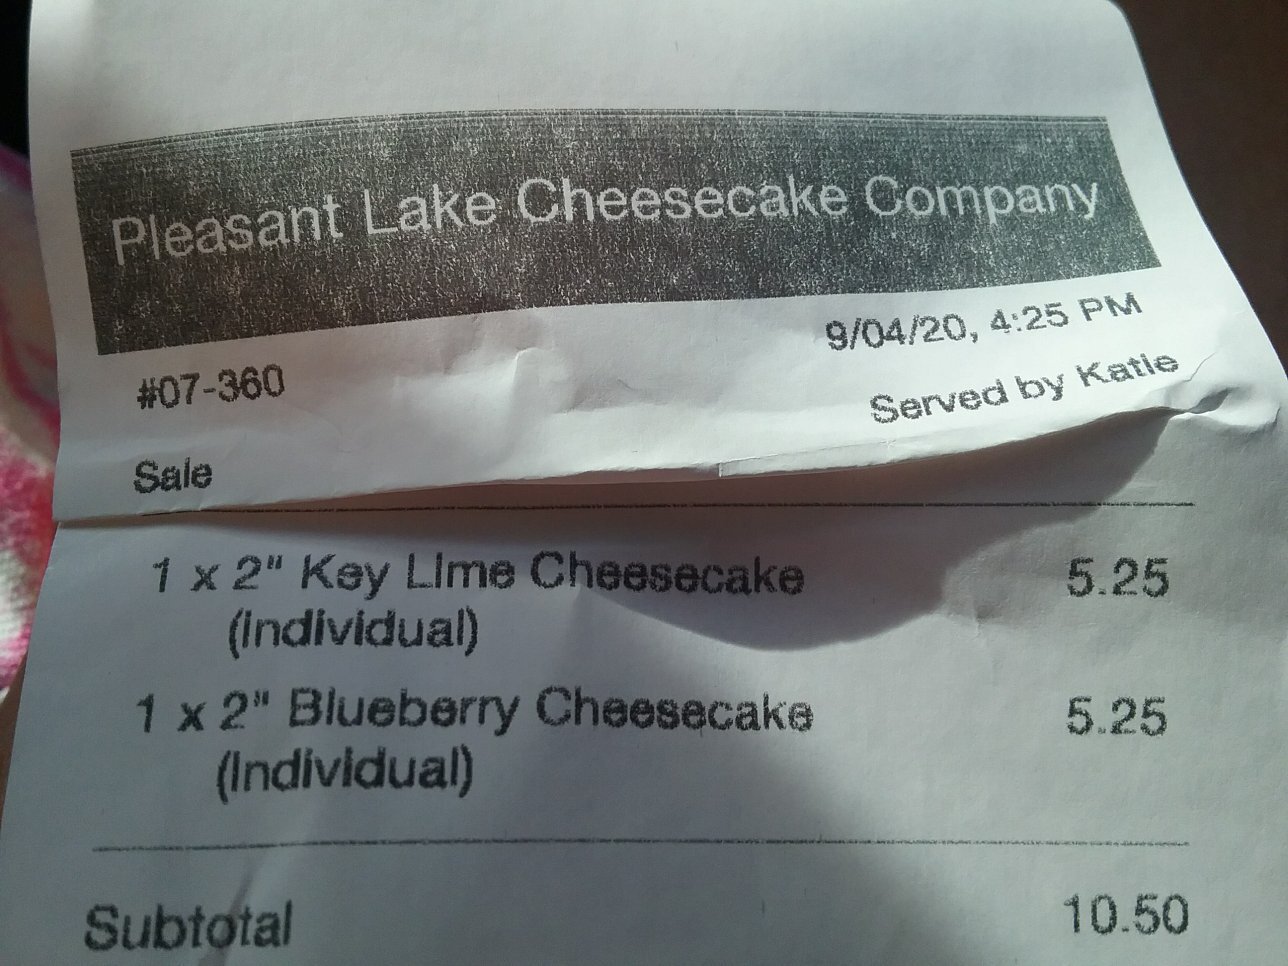 Pleasant Lake Cheesecake Company
9/04/20, 4:25 PM
#07-360
Served by Katie
Sale
1 x 2" Key Lime Cheesecake 5.25
(individual)
1 x 2" Blueberry Cheesecake 5.25
(individual)
Subtotal 10.50